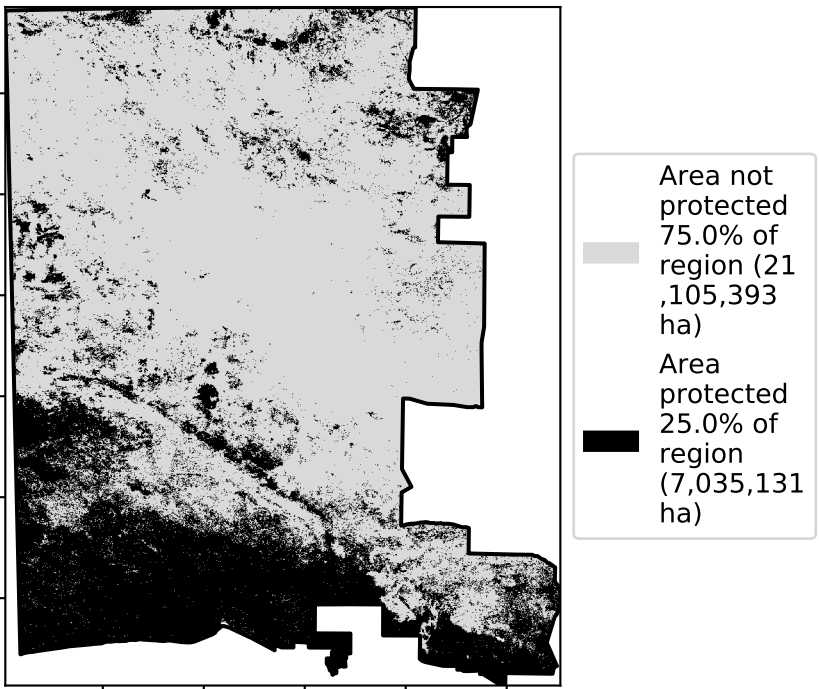 Area not
protected
75.0% of
region (21
,105,393
ha)
Area
protected
25.0% of
region
(7,035,131
ha)